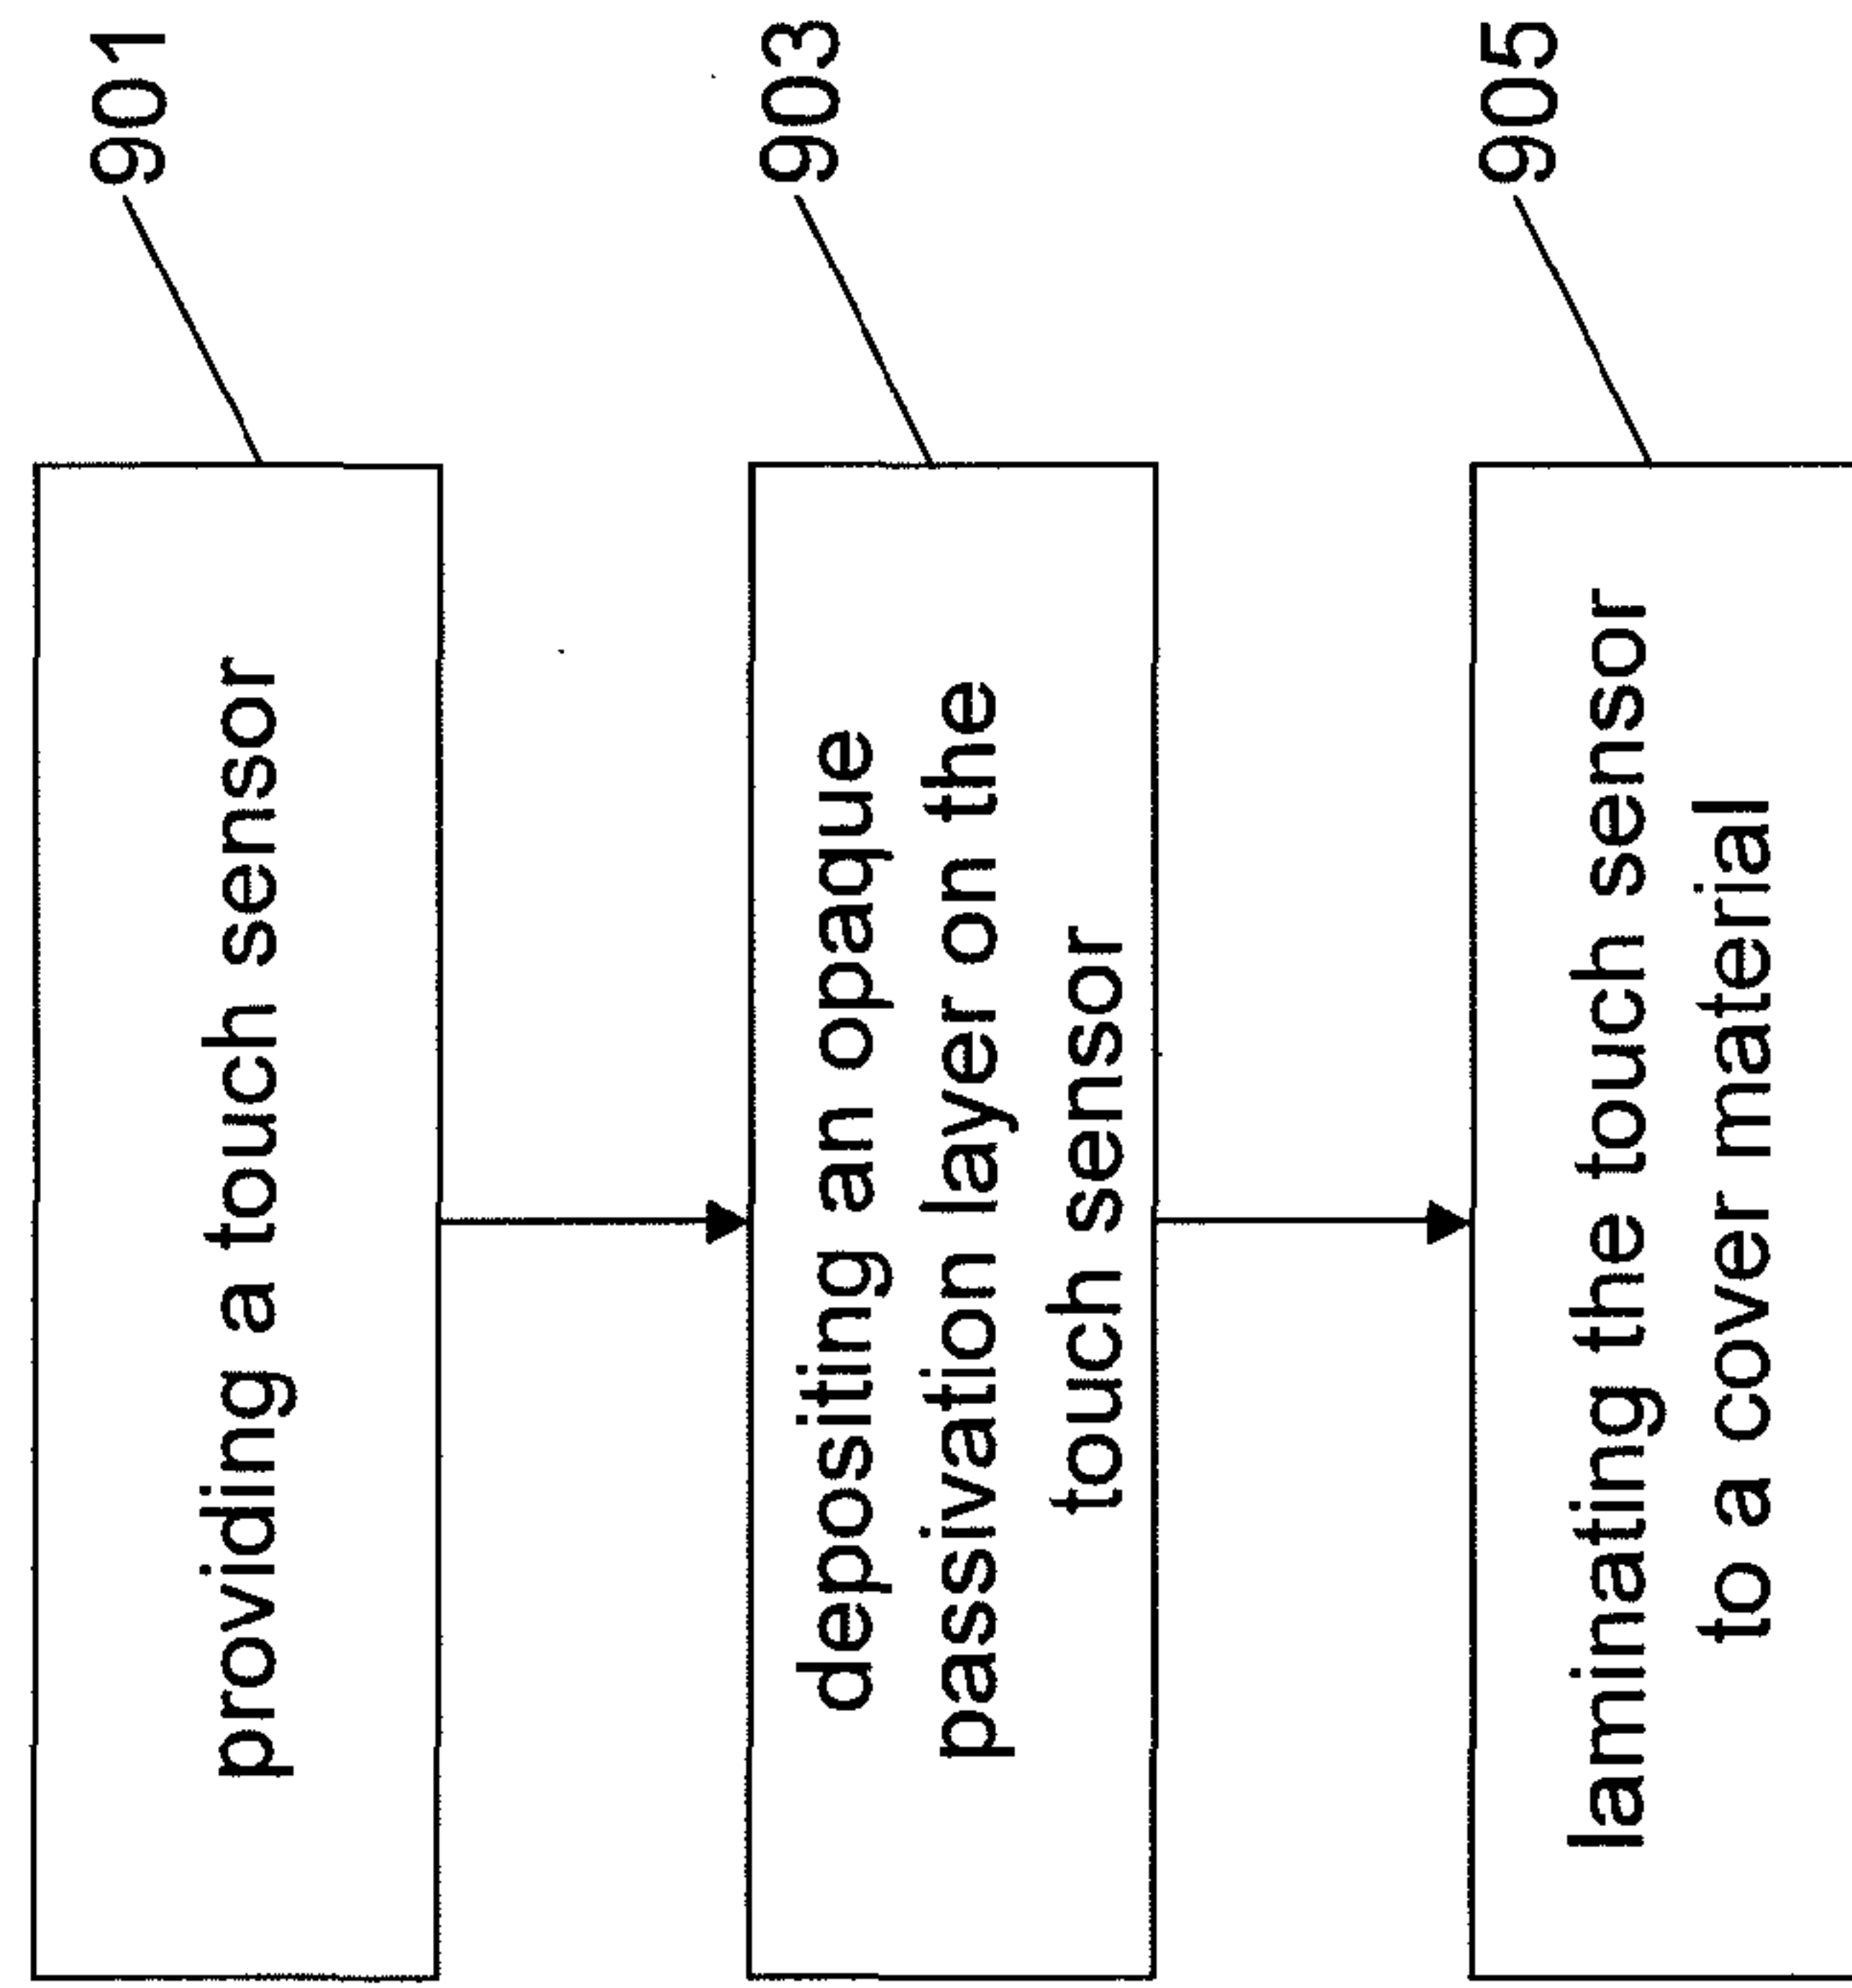 providing a touch sensor
901
depositing an opaque
passivation layer on the
touch sensor
903
laminating the touch sensor
to a cover material
905